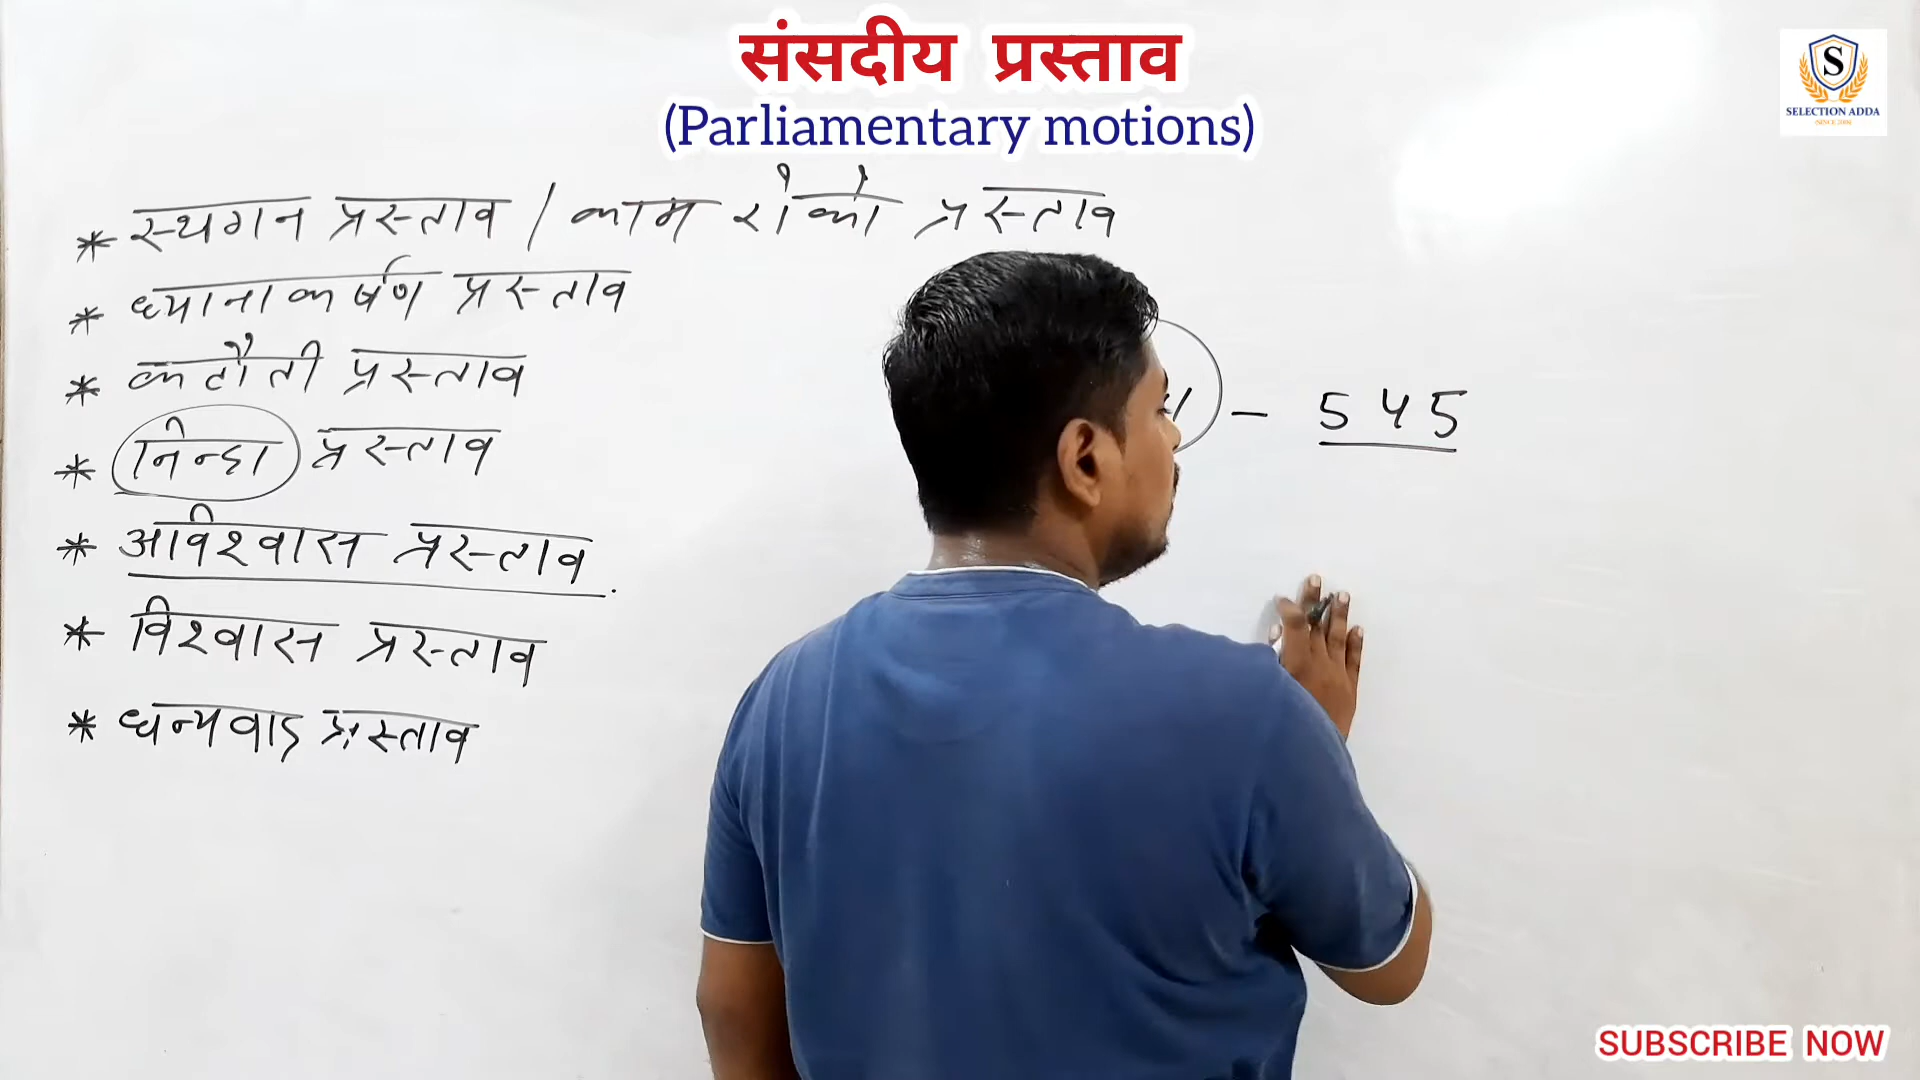 संसदीय प्रस्ताव
(Parliamentary motions)
S
SELECTION ADDA
* स्थगन प्रस्ताव / काम रोको प्रस्ताव
* ध्यानाकर्षण प्रस्ताव
* कटौती प्रस्ताव
* निन्दा प्रस्ताव
* अविश्वास प्रस्ताव
* विश्वास प्रस्ताव
* धन्यवाद प्रस्ताव
- 545
SUBSCRIBE NOW